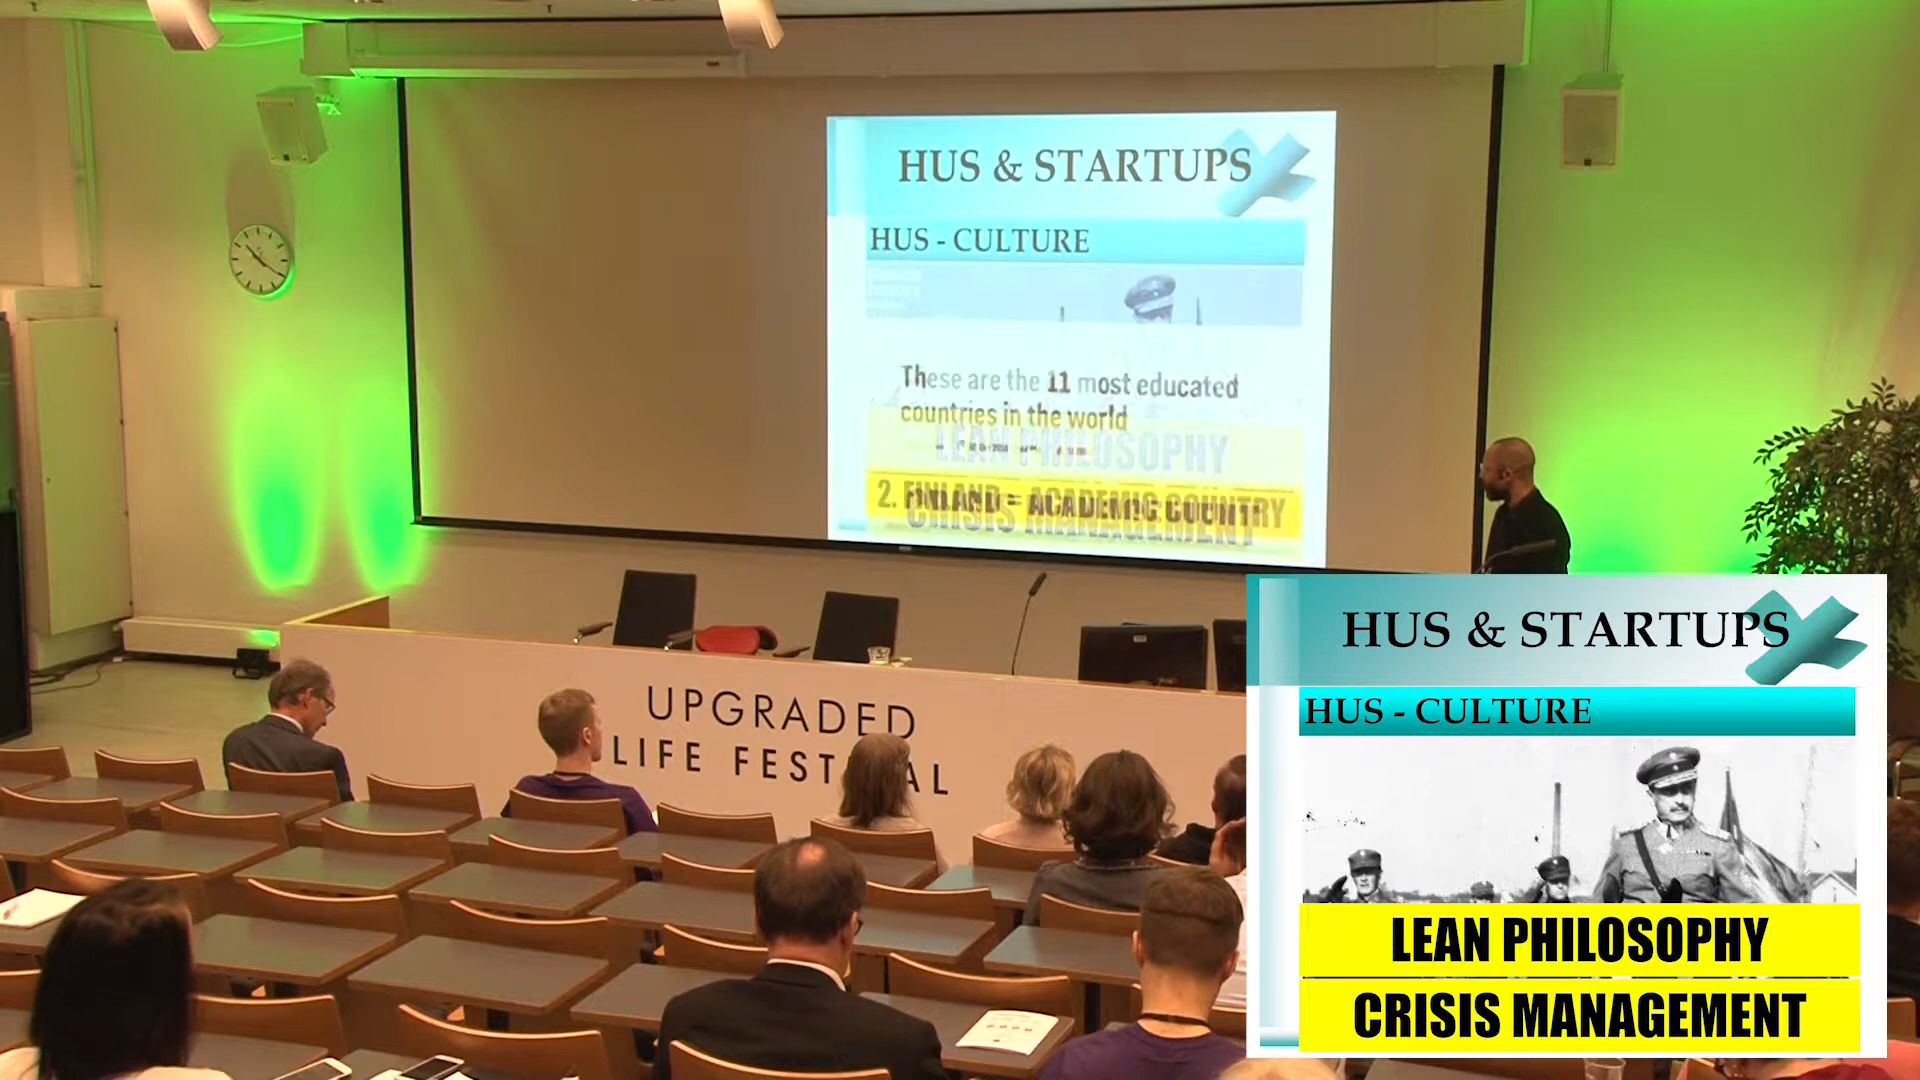 HUS & STARTUPS
HUS - CULTURE
These are the 11 most educated
countries in the world
LEAN PHILOSOPHY
2. FINLAND = ACADEMIC COUNTRY
CRISIS MANAGEMENT
UPGRADED
LIFE FEST AL
HUS & STARTUPS
HUS - CULTURE
LEAN PHILOSOPHY
CRISIS MANAGEMENT